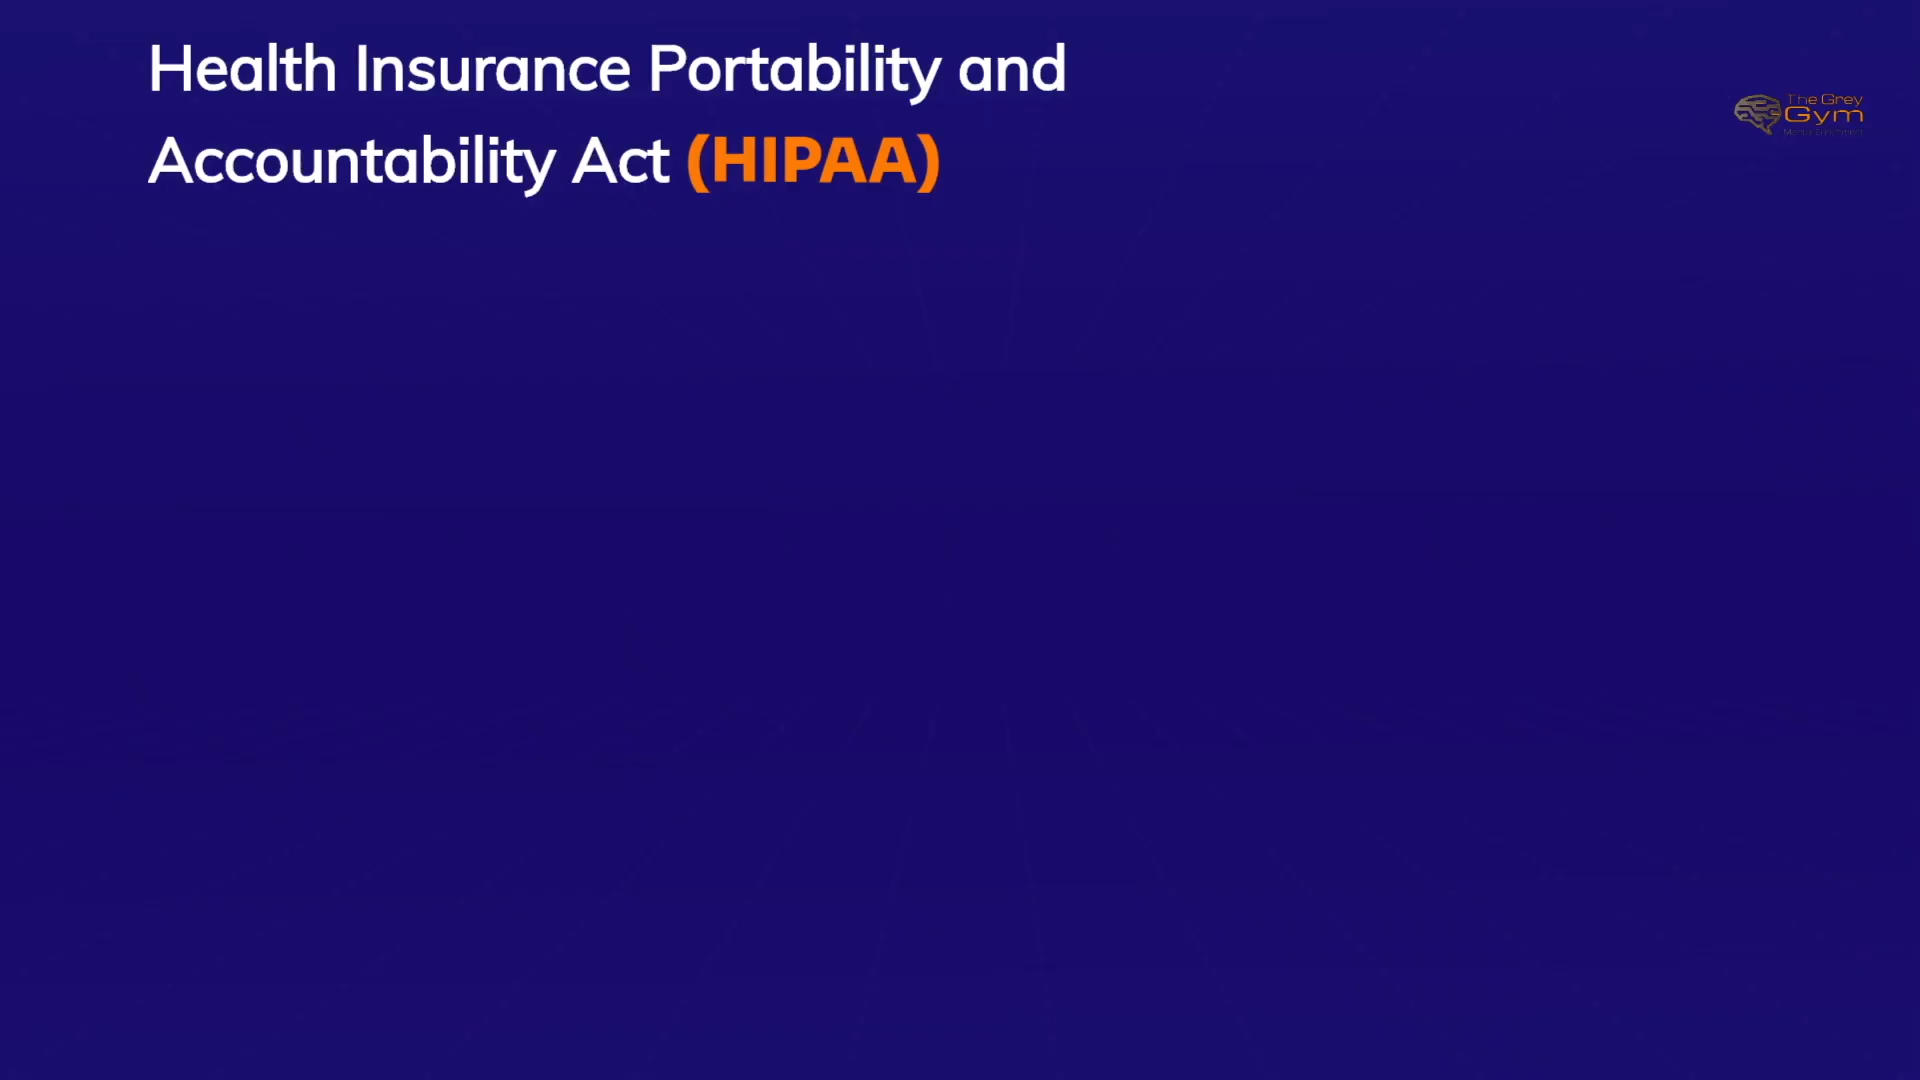 Health Insurance Portability and
Accountability Act (HIPAA)
The Grey
Gym